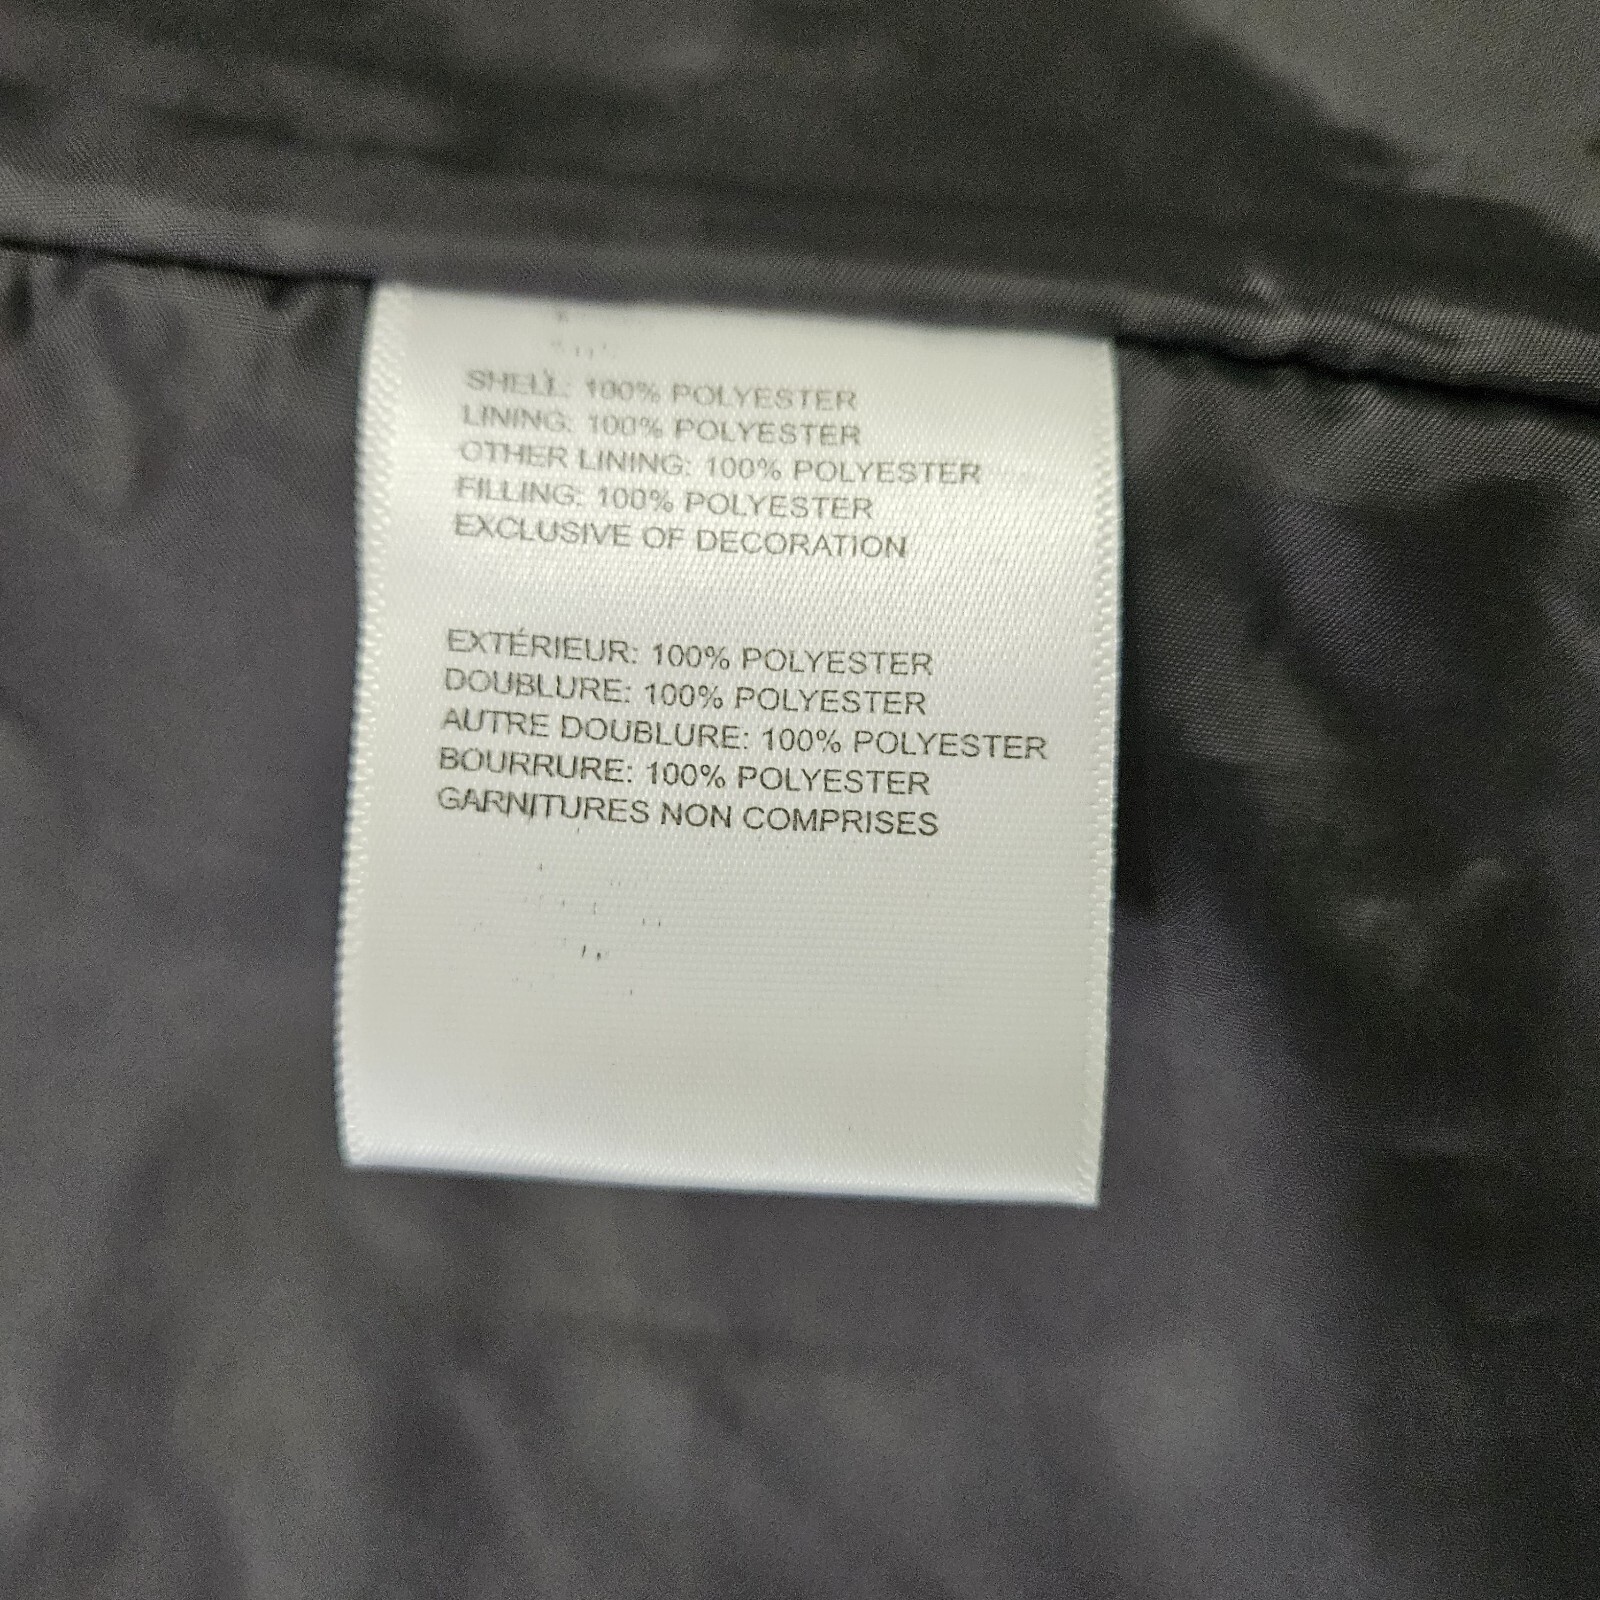 SHELL: 100% POLYESTER
LINING: 100% POLYESTER
OTHER LINING: 100% POLYESTER
FILLING: 100% POLYESTER
EXCLUSIVE OF DECORATION
EXTÉRIEUR: 100% POLYESTER
DOUBLURE: 100% POLYESTER
AUTRE DOUBLURE: 100% POLYESTER
BOURRURE: 100% POLYESTER
GARNITURES NON COMPRISES